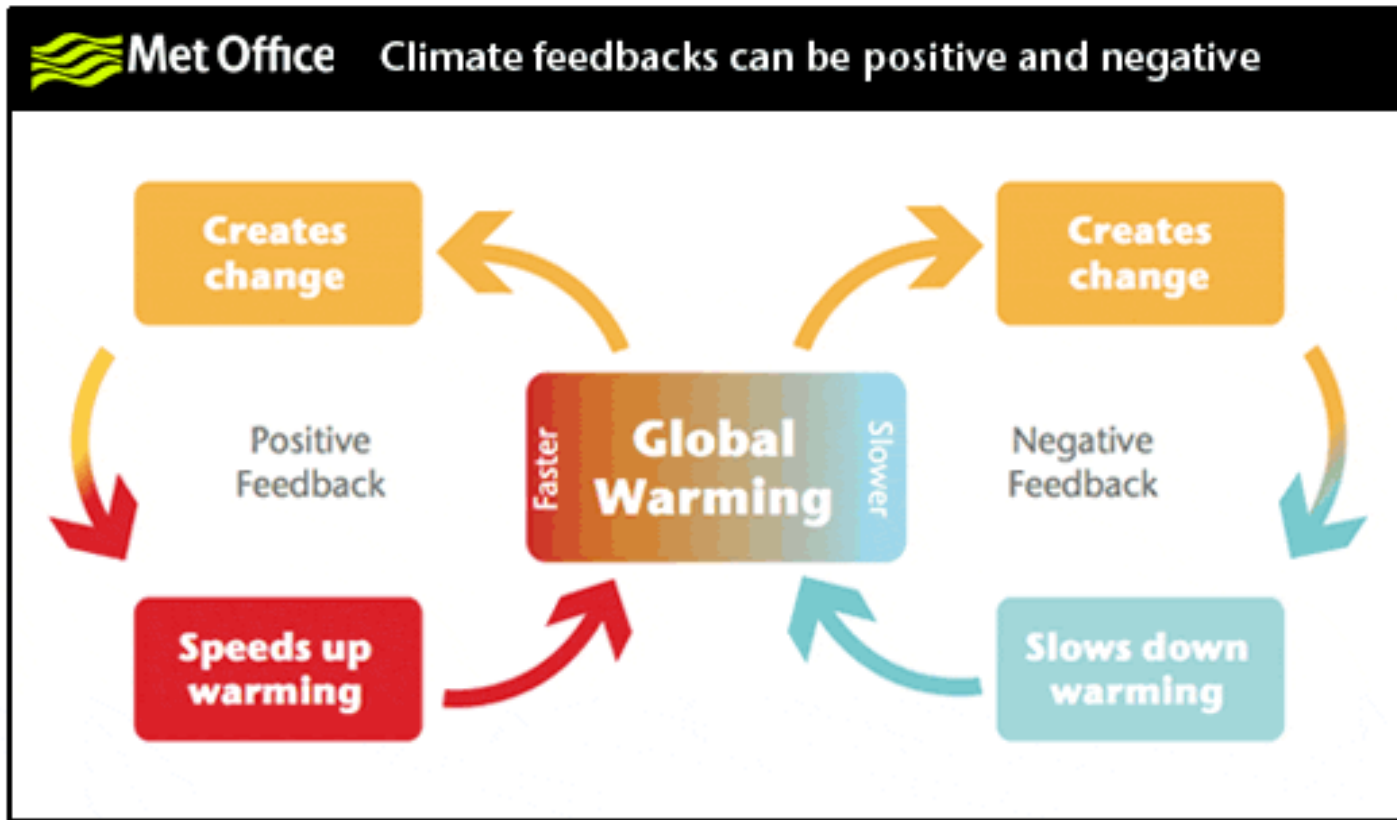 Met Office Climate feedbacks can be positive and negative
Creates
change
Creates
change
Positive
Feedback
Faster
Global
Warming
Slower
Negative
Feedback
Speeds up
warming
Slows down
warming